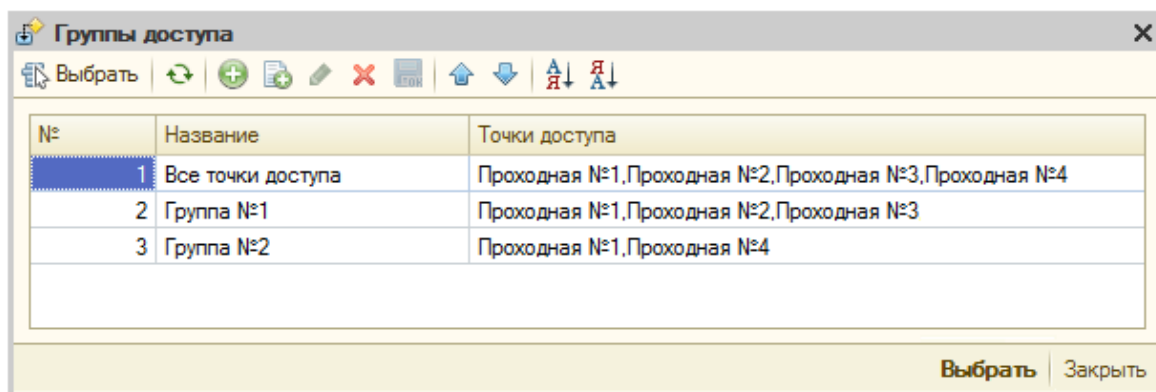 Группы доступа
Выбрать
№ Название Точки доступа
1 Все точки доступа Проходная №1,Проходная №2,Проходная №3,Проходная №4
2 Группа №1 Проходная №1,Проходная №2,Проходная №3
3 Группа №2 Проходная №1,Проходная №4
Выбрать Закрыть